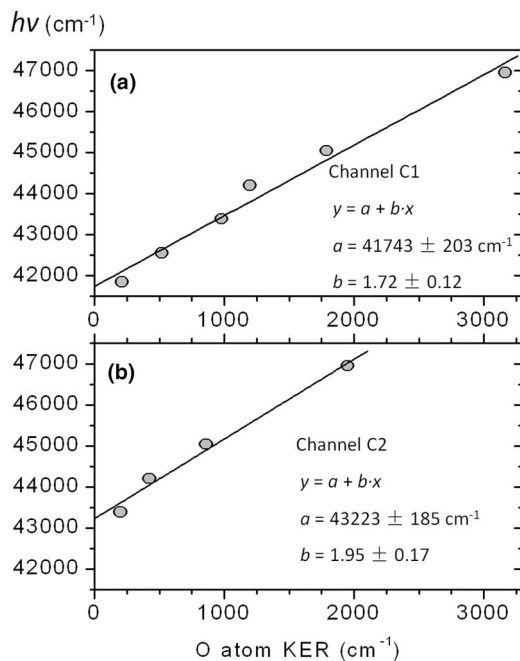 hν (cm⁻¹)
47000
46000
45000
44000
43000
42000
(a)
Channel C1
y = a + b·x
a = 41743 ± 203 cm⁻¹
b = 1.72 ± 0.12
0 1000 2000 3000
47000
46000
45000
44000
43000
42000
(b)
Channel C2
y = a + b·x
a = 43223 ± 185 cm⁻¹
b = 1.95 ± 0.17
0 1000 2000 3000
O atom KER (cm⁻¹)